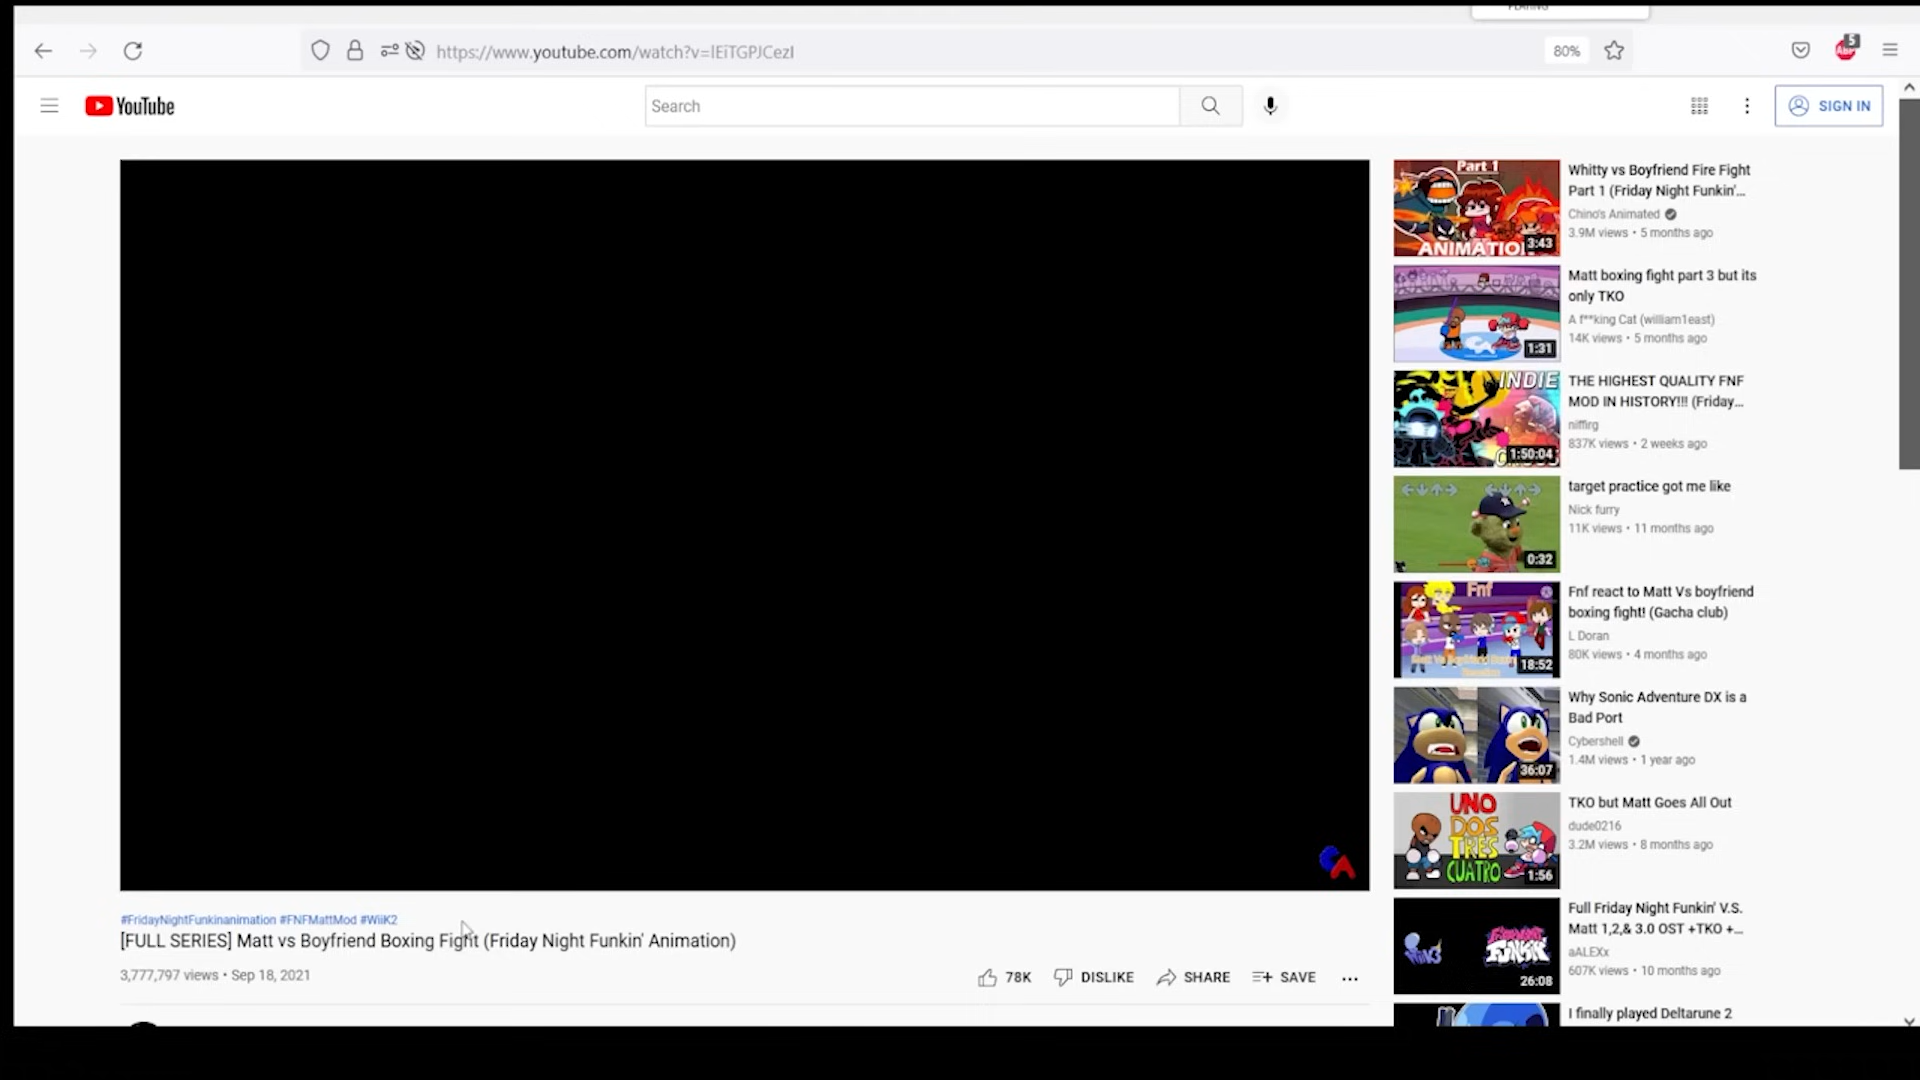 https://www.youtube.com/watch?v=lEiTGPJCezI
80%
5
ABP
YouTube
Search
SIGN IN
Part 1
ANIMATIO
3:43
Whitty vs Boyfriend Fire Fight
Part 1 (Friday Night Funkin'...
Chino's Animated
3.9M views • 5 months ago
1:31
Matt boxing fight part 3 but its
only TKO
A f**king Cat (william1east)
14K views • 5 months ago
INDIE
1:50:04
THE HIGHEST QUALITY FNF
MOD IN HISTORY!!! (Friday...
niffirg
837K views • 2 weeks ago
0:32
target practice got me like
Nick furry
11K views • 11 months ago
Fnf
18:52
Fnf react to Matt Vs boyfriend
boxing fight! (Gacha club)
L Doran
80K views • 4 months ago
36:07
Why Sonic Adventure DX is a
Bad Port
Cybershell
1.4M views • 1 year ago
UNO
DOS
TRES
CUATRO
1:56
TKO but Matt Goes All Out
dude0216
3.2M views • 8 months ago
FRIDAY NIGHT
FUNKIN
26:08
Full Friday Night Funkin' V.S.
Matt 1,2,& 3.0 OST +TKO +...
aALEXx
607K views • 10 months ago
I finally played Deltarune 2
#FridayNightFunkinanimation #FNFMattMod #WiiK2
[FULL SERIES] Matt vs Boyfriend Boxing Fight (Friday Night Funkin' Animation)
3,777,797 views • Sep 18, 2021
78K
DISLIKE
SHARE
SAVE